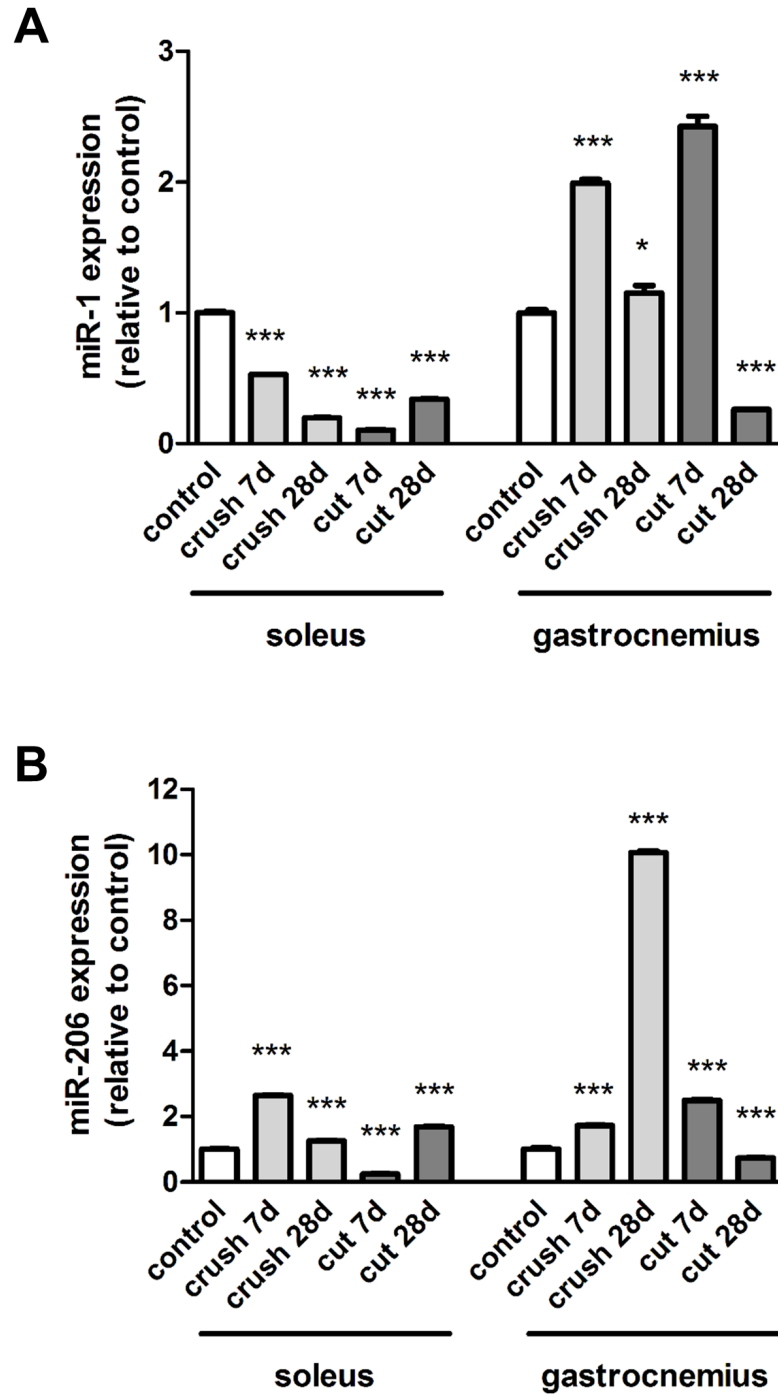 A
miR-1 expression
(relative to control)
3
2
1
0
***
***
***
***
***
***
*
***
control
crush 7d
crush 28d
cut 7d
cut 28d
control
crush 7d
crush 28d
cut 7d
cut 28d
soleus
gastrocnemius
B
miR-206 expression
(relative to control)
12
10
8
6
4
2
0
***
***
***
***
***
***
***
***
control
crush 7d
crush 28d
cut 7d
cut 28d
control
crush 7d
crush 28d
cut 7d
cut 28d
soleus
gastrocnemius